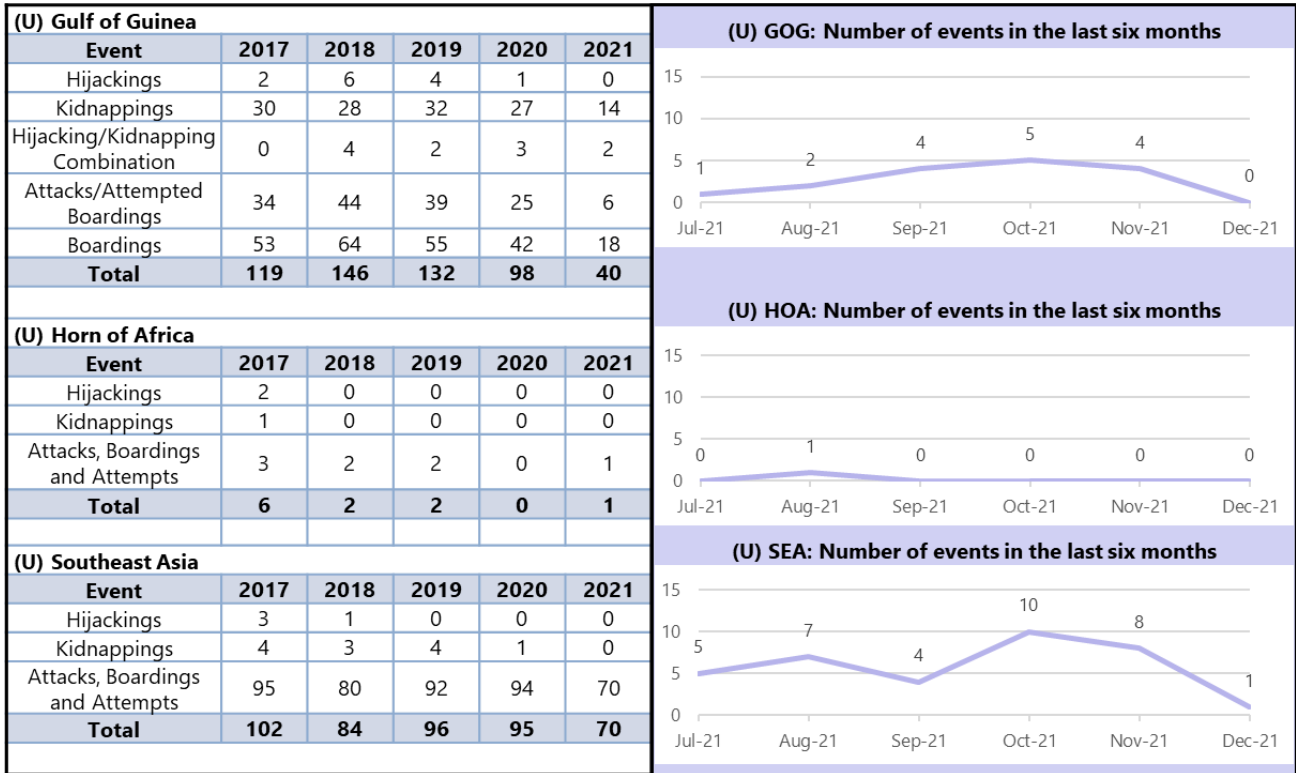 (U) Gulf of Guinea
Event 2017 2018 2019 2020 2021
Hijackings 2 6 4 1 0
Kidnappings 30 28 32 27 14
Hijacking/Kidnapping
Combination 0 4 2 3 2
Attacks/Attempted
Boardings 34 44 39 25 6
Boardings 53 64 55 42 18
Total 119 146 132 98 40
(U) Horn of Africa
Event 2017 2018 2019 2020 2021
Hijackings 2 0 0 0 0
Kidnappings 1 0 0 0 0
Attacks, Boardings
and Attempts 3 2 2 0 1
Total 6 2 2 0 1
(U) Southeast Asia
Event 2017 2018 2019 2020 2021
Hijackings 3 1 0 0 0
Kidnappings 4 3 4 1 0
Attacks, Boardings
and Attempts 95 80 92 94 70
Total 102 84 96 95 70
(U) GOG: Number of events in the last six months
15
10
5
0
1 2 4 5 4 0
Jul-21 Aug-21 Sep-21 Oct-21 Nov-21 Dec-21
(U) HOA: Number of events in the last six months
15
10
5
0
0 1 0 0 0 0
Jul-21 Aug-21 Sep-21 Oct-21 Nov-21 Dec-21
(U) SEA: Number of events in the last six months
15
10
5
0
5 7 4 10 8 1
Jul-21 Aug-21 Sep-21 Oct-21 Nov-21 Dec-21